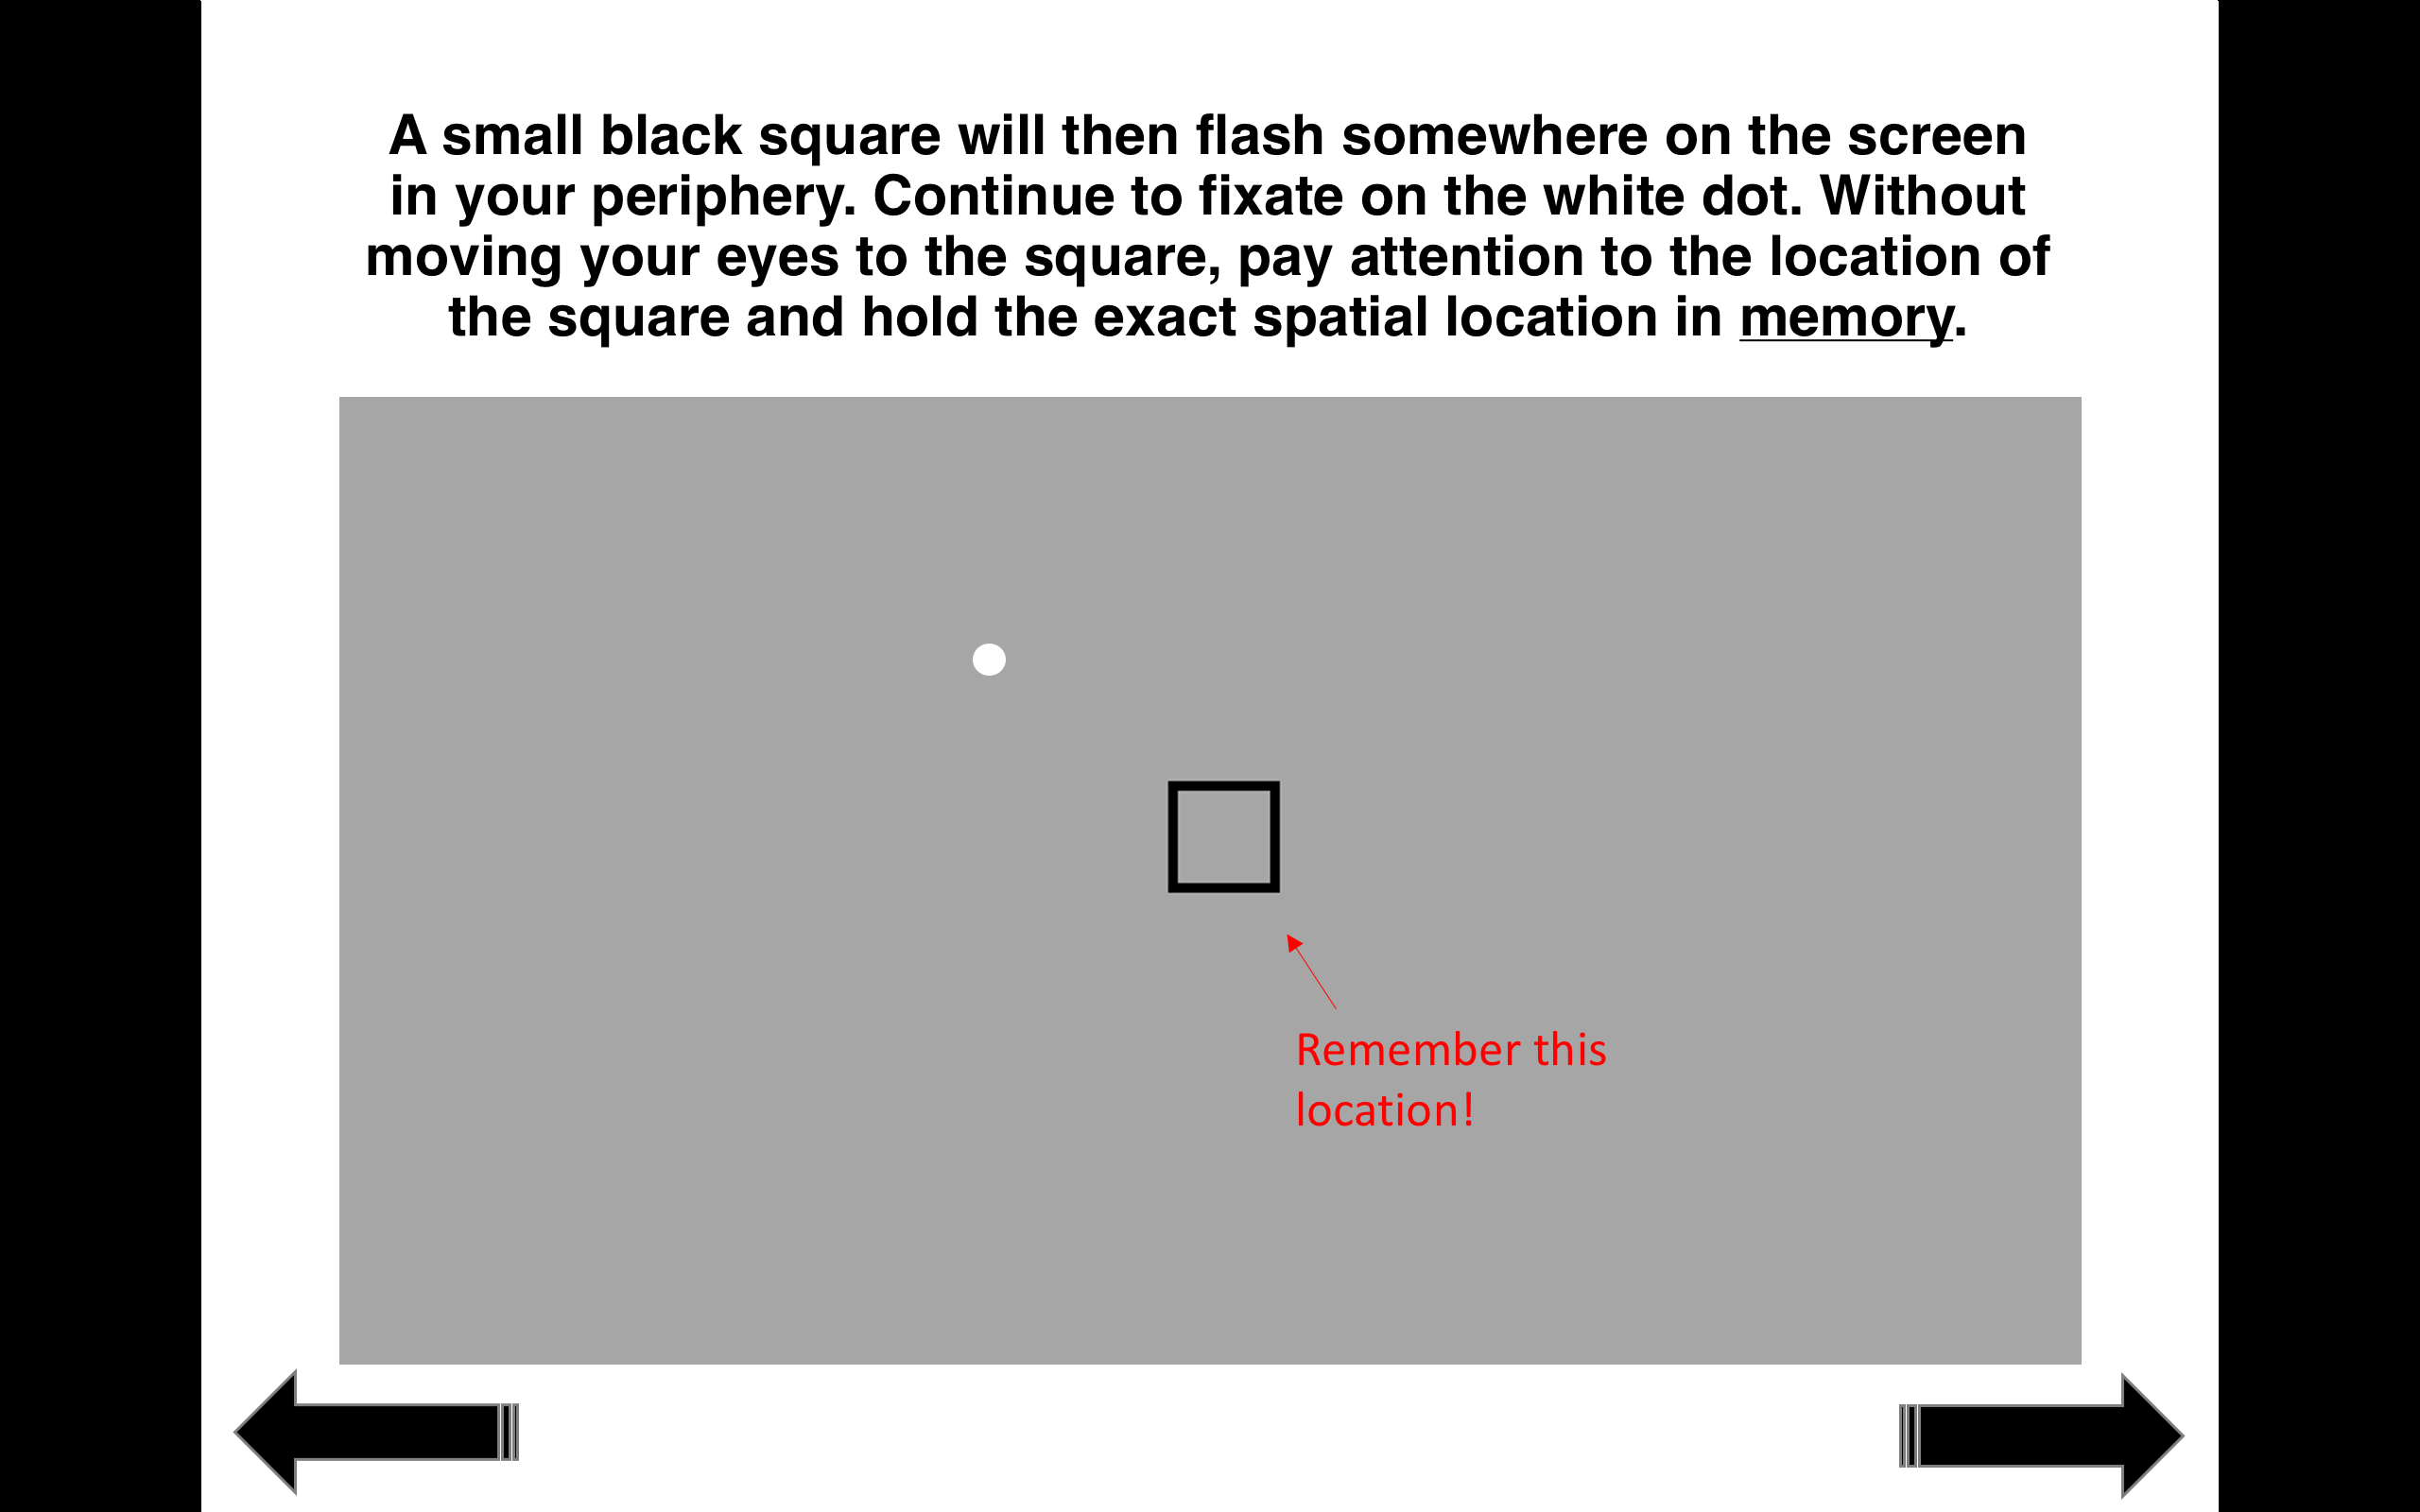 A small black square will then flash somewhere on the screen
in your periphery. Continue to fixate on the white dot. Without
moving your eyes to the square, pay attention to the location of
the square and hold the exact spatial location in memory.
Remember this
location!